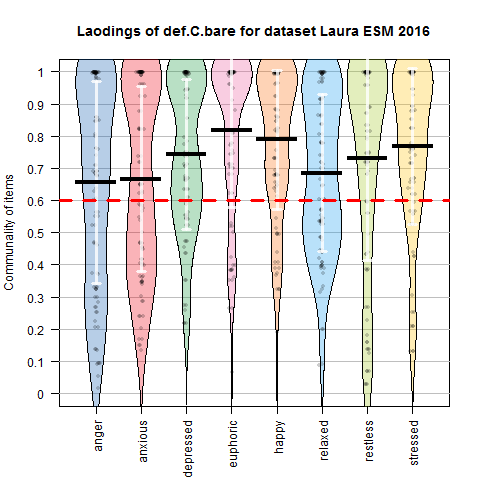 Laodings of def.C.bare for dataset Laura ESM 2016
Communality of items
1
0.9
0.8
0.7
0.6
0.5
0.4
0.3
0.2
0.1
0
anger
anxious
depressed
euphoric
happy
relaxed
restless
stressed